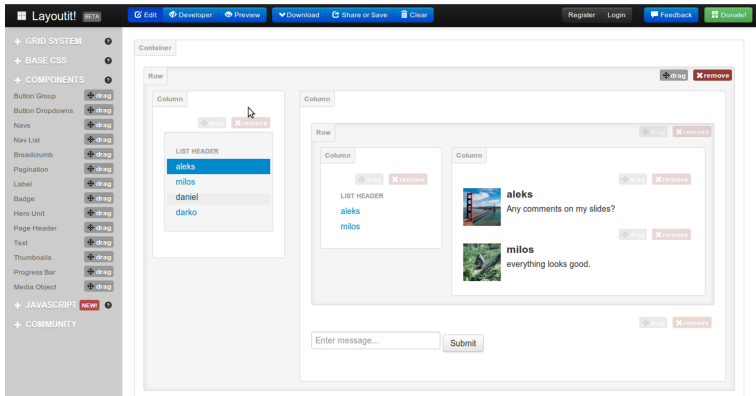 Layoutit! BETA Edit Developer Preview Download Share or Save Clear Register Login Feedback Donate!
GRID SYSTEM
BASE CSS
COMPONENTS
Button Group drag
Button Dropdowns drag
Navs drag
Nav List drag
Breadcrumb drag
Pagination drag
Label drag
Badge drag
Hero Unit drag
Page Header drag
Text drag
Thumbnails drag
Progress Bar drag
Media Object drag
JAVASCRIPT NEW!
COMMUNITY
Container
Row drag remove
Column
drag remove
LIST HEADER
aleks
milos
daniel
darko
Column
Row drag remove
Column
drag remove
LIST HEADER
aleks
milos
Column
drag remove
aleks
Any comments on my slides?
drag remove
milos
everything looks good.
drag remove
Enter message... Submit